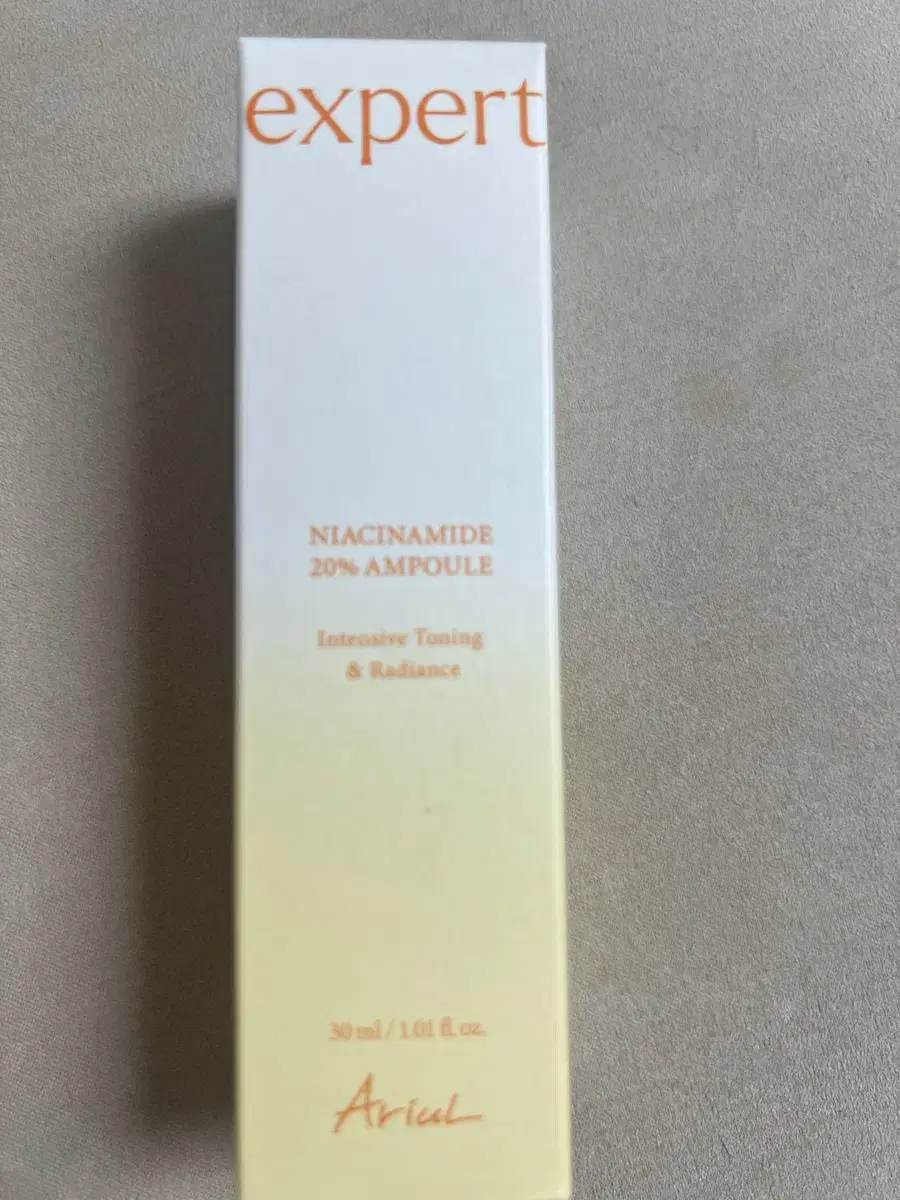 expert
NIACINAMIDE
20% AMPOULE
Intensive Toning
& Radiance
30 ml / 1.01 fl. oz.
Ariul